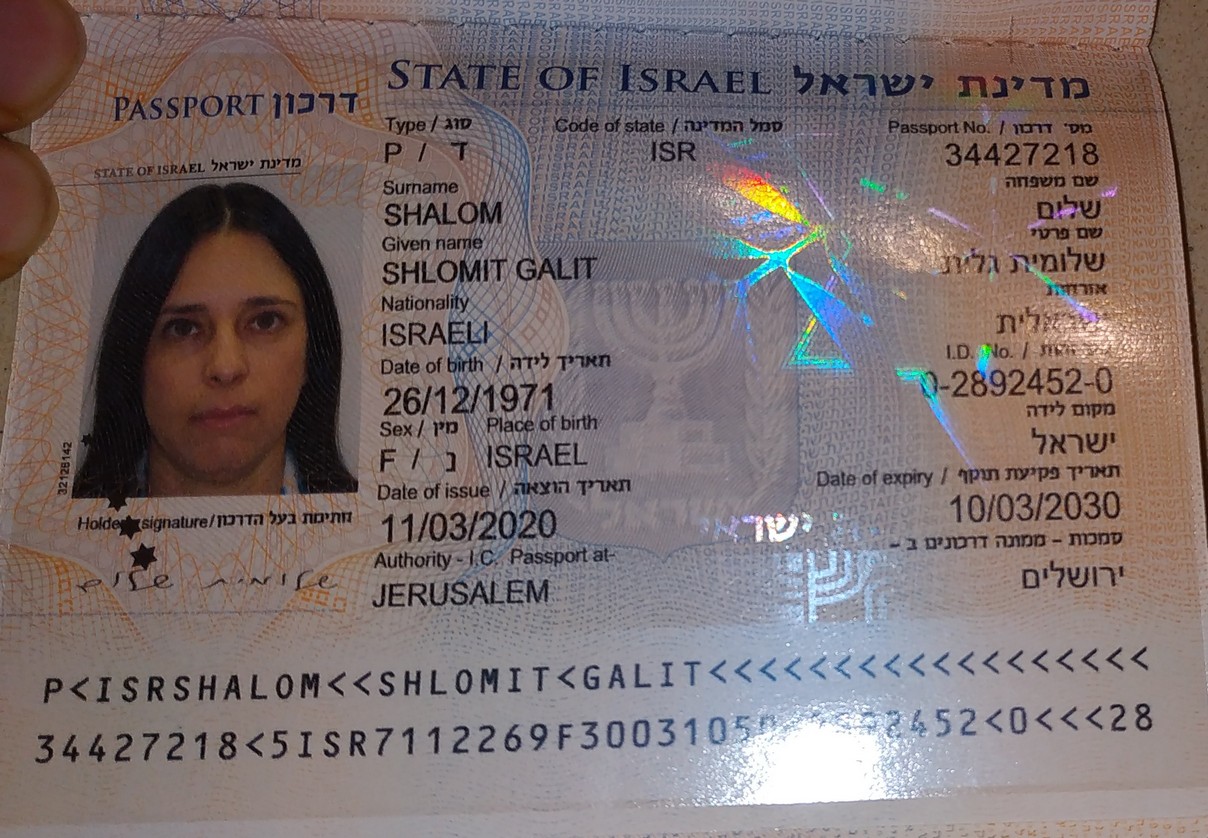 STATE OF ISRAEL מדינת ישראל
PASSPORT דרכון
Type / סוג
Code of state / סמל המדינה
Passport No. / מס' דרכון
P / ד
ISR
34427218
STATE OF ISRAEL מדינת ישראל
Surname
שם משפחה
SHALOM
שלום
Given name
שם פרטי
SHLOMIT GALIT
שלומית גלית
Nationality
אזרחות
ISRAELI
ישראלית
Date of birth / תאריך לידה
I.D. No. /
26/12/1971
0-2892452-0
Sex / מין
Place of birth
מקום לידה
F / נ
ISRAEL
ישראל
32128142
Date of issue / תאריך הוצאה
Date of expiry / תאריך פקיעת תוקף
11/03/2020
10/03/2030
Holder signature/חתימת בעל הדרכון
Authority - I.C. Passport at-
סמכות - ממונה דרכונים ב -
JERUSALEM
ירושלים
שלומית שלום
P<ISRSHALOM<<SHLOMIT<GALIT<<<<<<<<<<<<<<<<<<
34427218<5ISR7112269F3003105 2452<0<<<28